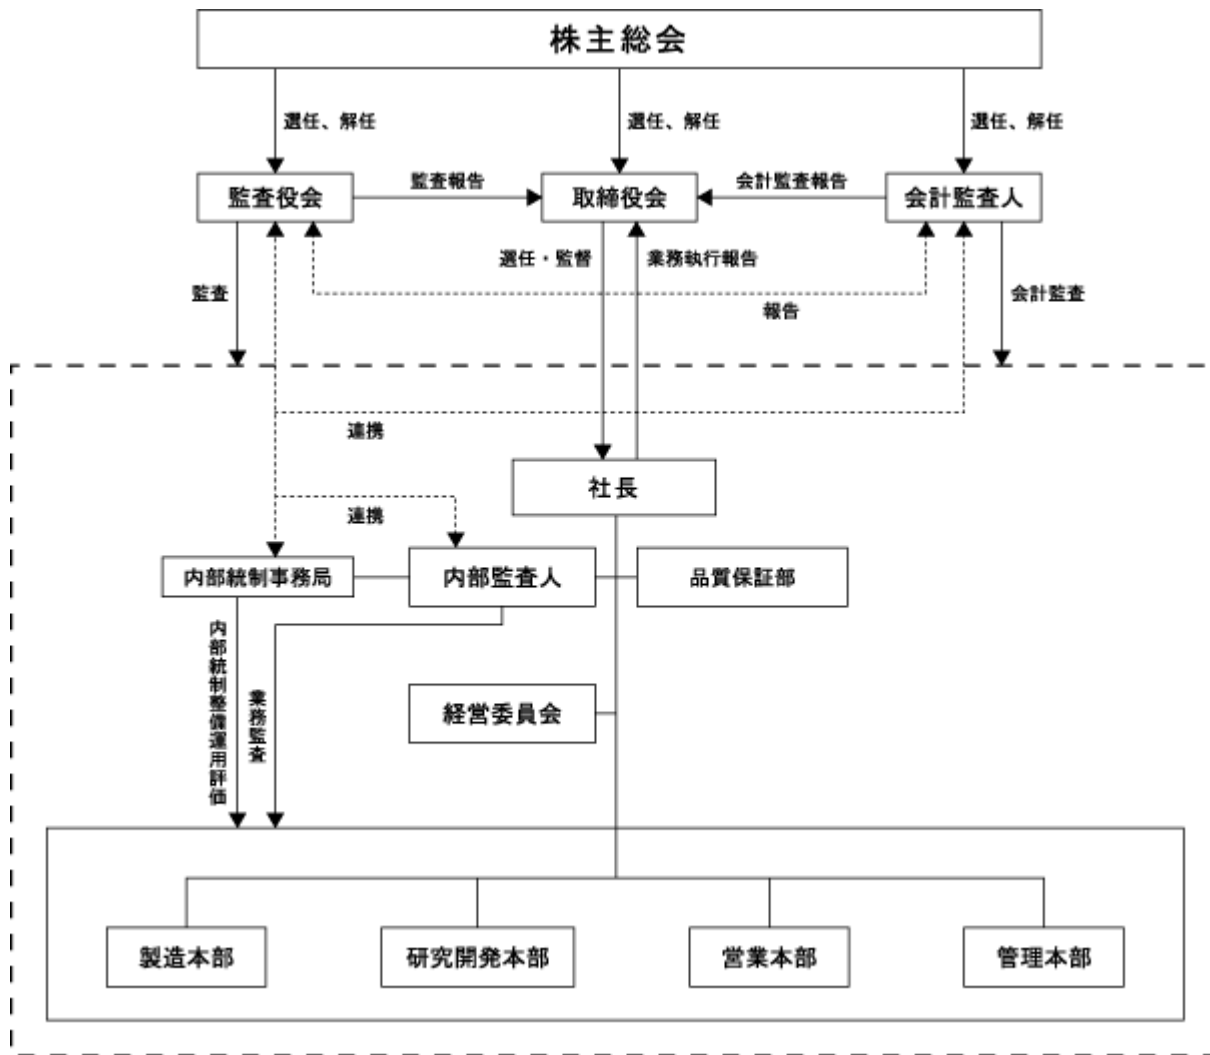 株主総会
選任、解任
選任、解任
選任、解任
監査役会
監査報告
取締役会
会計監査報告
会計監査人
選任・監督
業務執行報告
監査
報告
会計監査
連携
社長
連携
内部統制事務局
内部監査人
品質保証部
内部統制整備運用評価
業務監査
経営委員会
製造本部
研究開発本部
営業本部
管理本部